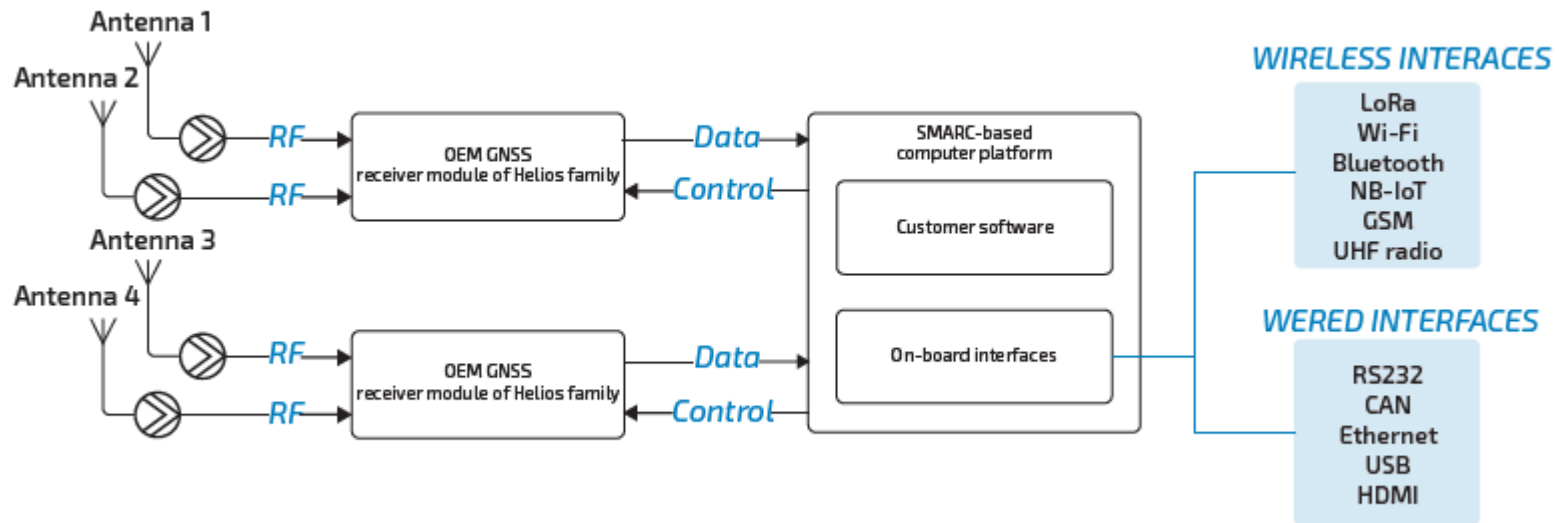 Antenna 1
Antenna 2
RF
RF
OEM GNSS
receiver module of Helios family
Data
Control
Antenna 3
Antenna 4
RF
RF
OEM GNSS
receiver module of Helios family
Data
Control
SMARC-based
computer platform
Customer software
On-board interfaces
WIRELESS INTERACES
LoRa
Wi-Fi
Bluetooth
NB-IoT
GSM
UHF radio
WERED INTERFACES
RS232
CAN
Ethernet
USB
HDMI